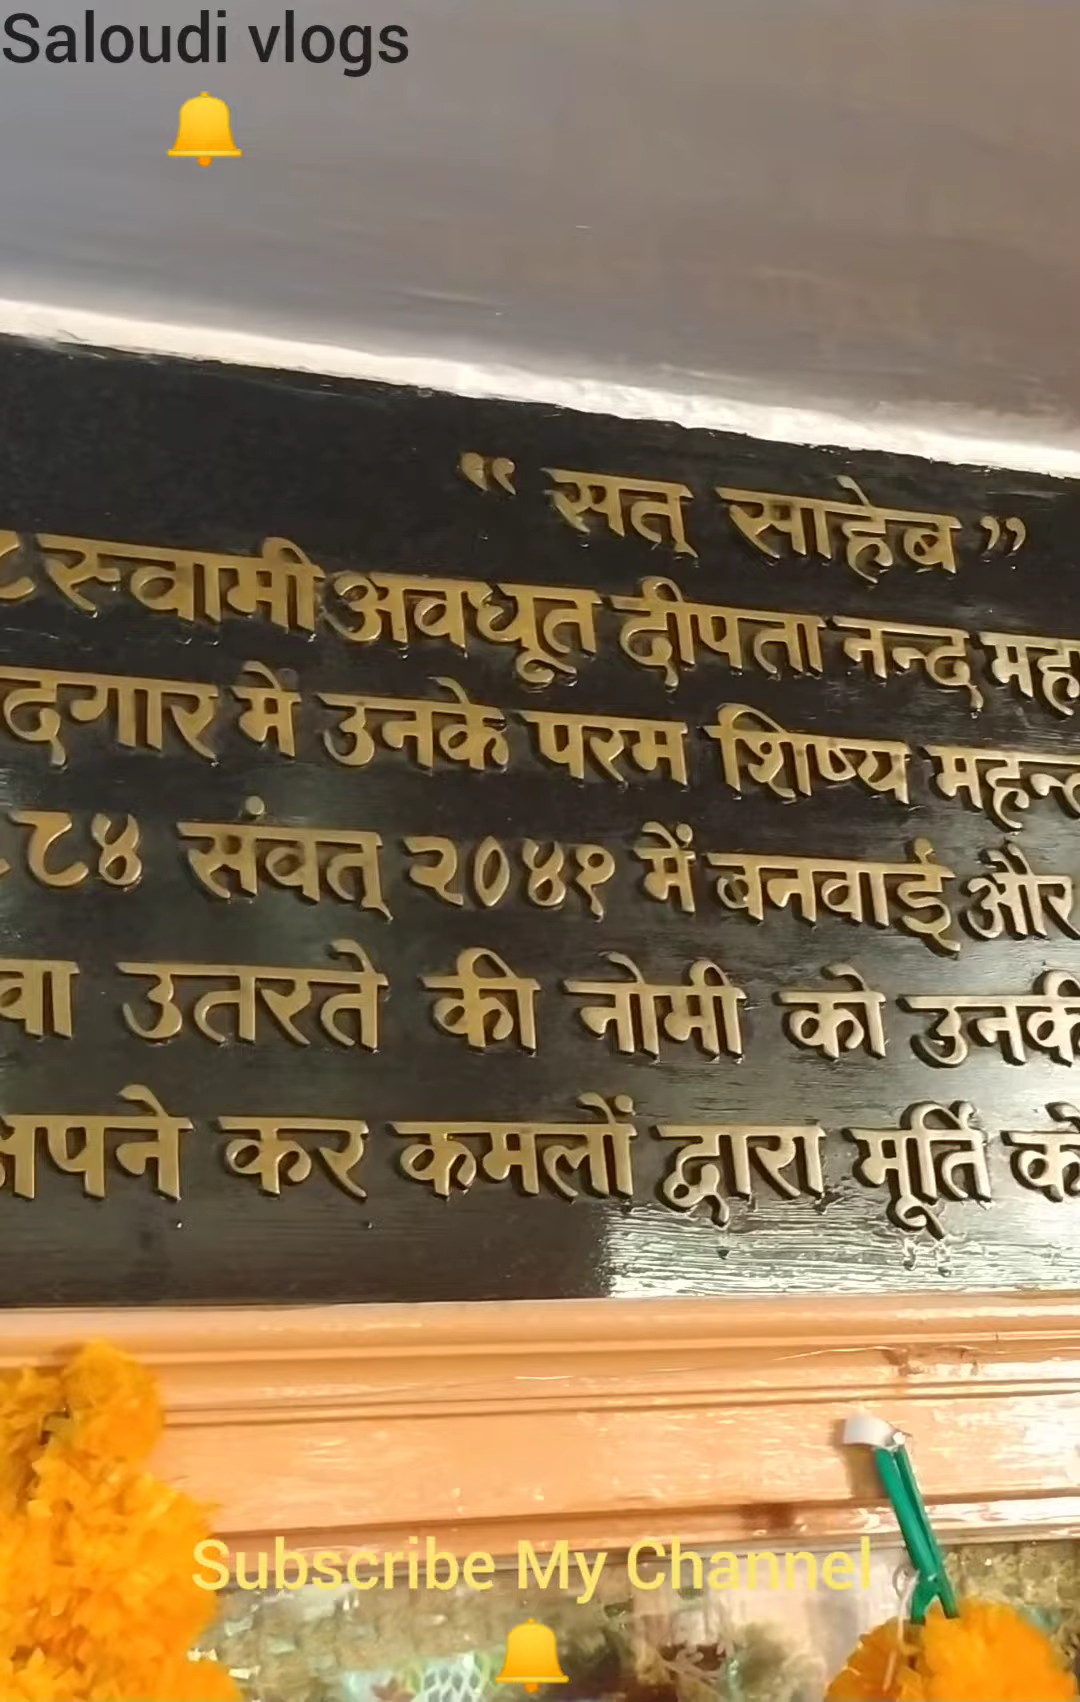 Saloudi vlogs
“ सत् साहेब ”
८ स्वामी अवधूत दीपता नन्द
दगार मे उनके परम शिष्य
८४ संवत् २०४१ में बनवाई और
वा उतरते की नोमी को
अपने कर कमलों द्वारा मूर्ति
Subscribe My Channel